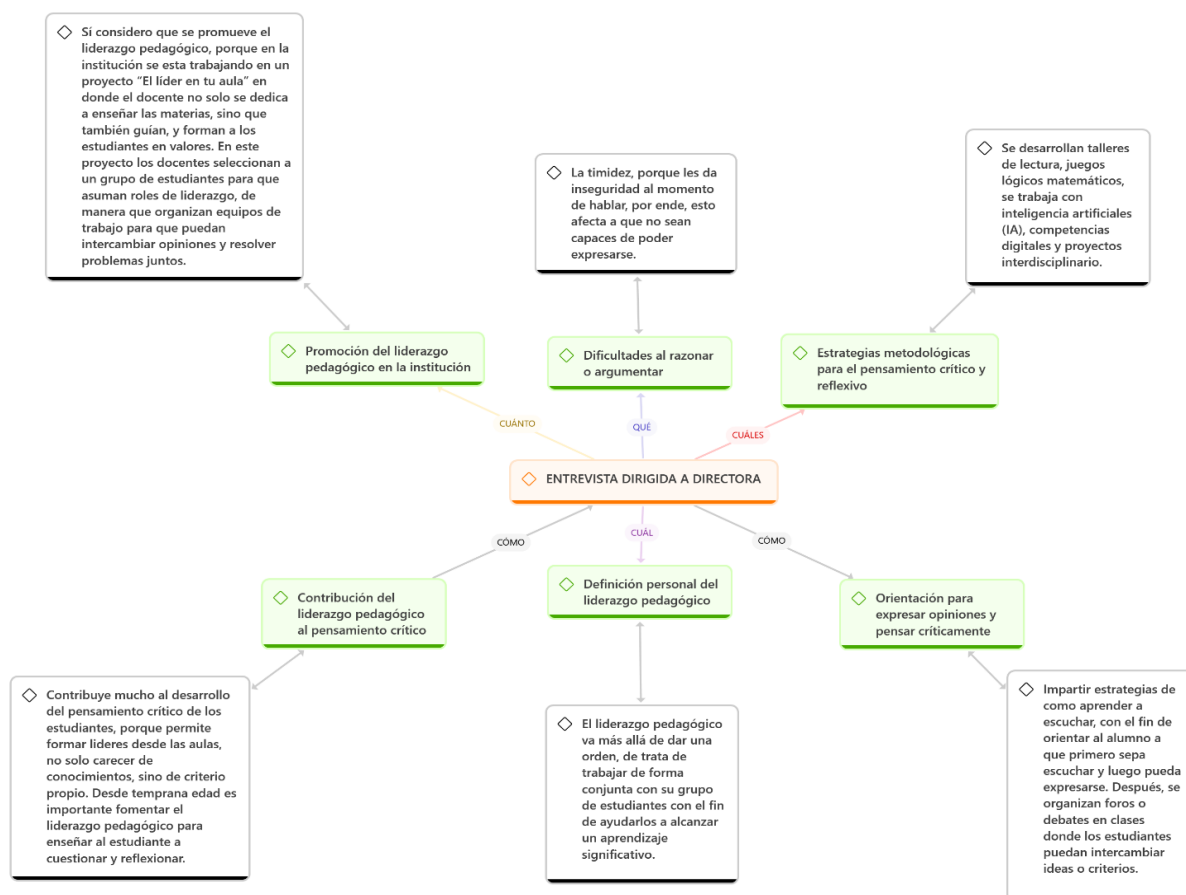 Sí considero que se promueve el
liderazgo pedagógico, porque en la
institución se esta trabajando en un
proyecto “El líder en tu aula” en
donde el docente no solo se dedica
a enseñar las materias, sino que
también guían, y forman a los
estudiantes en valores. En este
proyecto los docentes seleccionan a
un grupo de estudiantes para que
asuman roles de liderazgo, de
manera que organizan equipos de
trabajo para que puedan
intercambiar opiniones y resolver
problemas juntos.
La timidez, porque les da
inseguridad al momento
de hablar, por ende, esto
afecta a que no sean
capaces de poder
expresarse.
Se desarrollan talleres
de lectura, juegos
lógicos matemáticos,
se trabaja con
inteligencia artificiales
(IA), competencias
digitales y proyectos
interdisciplinario.
Promoción del liderazgo
pedagógico en la institución
Dificultades al razonar
o argumentar
Estrategias metodológicas
para el pensamiento crítico y
reflexivo
CUÁNTO
QUÉ
CUÁLES
ENTREVISTA DIRIGIDA A DIRECTORA
CÓMO
CUÁL
CÓMO
Contribución del
liderazgo pedagógico
al pensamiento crítico
Definición personal del
liderazgo pedagógico
Orientación para
expresar opiniones y
pensar críticamente
Contribuye mucho al desarrollo
del pensamiento crítico de los
estudiantes, porque permite
formar lideres desde las aulas,
no solo carecer de
conocimientos, sino de criterio
propio. Desde temprana edad es
importante fomentar el
liderazgo pedagógico para
enseñar al estudiante a
cuestionar y reflexionar.
El liderazgo pedagógico
va más allá de dar una
orden, de trata de
trabajar de forma
conjunta con su grupo
de estudiantes con el fin
de ayudarlos a alcanzar
un aprendizaje
significativo.
Impartir estrategias de
como aprender a
escuchar, con el fin de
orientar al alumno a
que primero sepa
escuchar y luego pueda
expresarse. Después, se
organizan foros o
debates en clases
donde los estudiantes
puedan intercambiar
ideas o criterios.